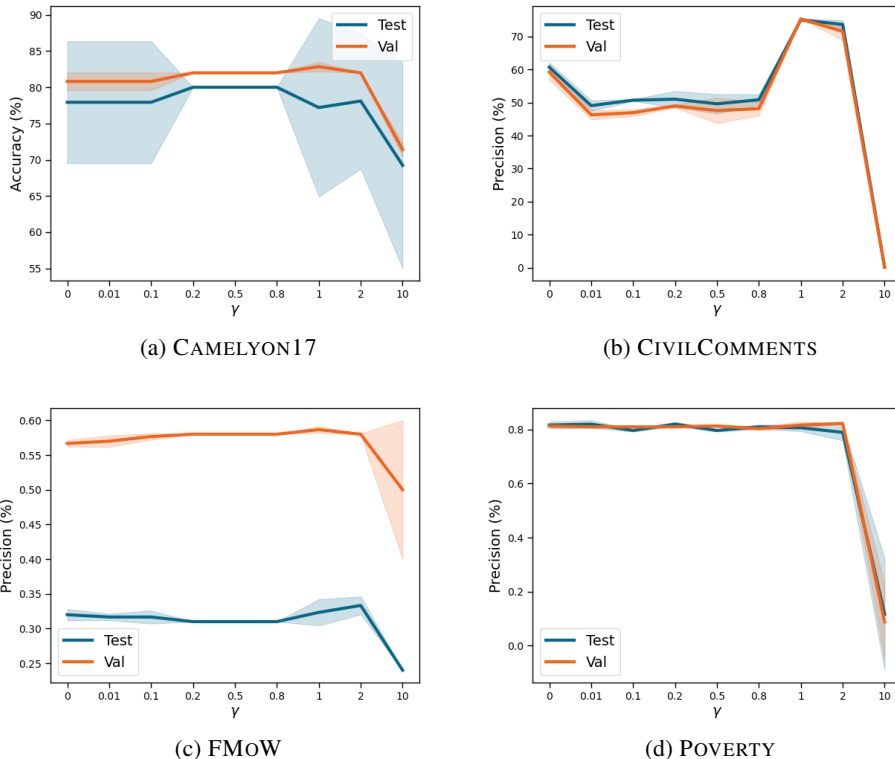 90
85
80
75
70
65
60
55
Accuracy (%)
Test
Val
0 0.01 0.1 0.2 0.5 0.8 1 2 10
γ
(a) CAMELYON17
70
60
50
40
30
20
10
0
Precision (%)
Test
Val
0 0.01 0.1 0.2 0.5 0.8 1 2 10
γ
(b) CIVILCOMMENTS
0.60
0.55
0.50
0.45
0.40
0.35
0.30
0.25
Precision (%)
Test
Val
0 0.01 0.1 0.2 0.5 0.8 1 2 10
γ
(c) FMOW
0.8
0.6
0.4
0.2
0.0
Precision (%)
Test
Val
0 0.01 0.1 0.2 0.5 0.8 1 2 10
γ
(d) POVERTY